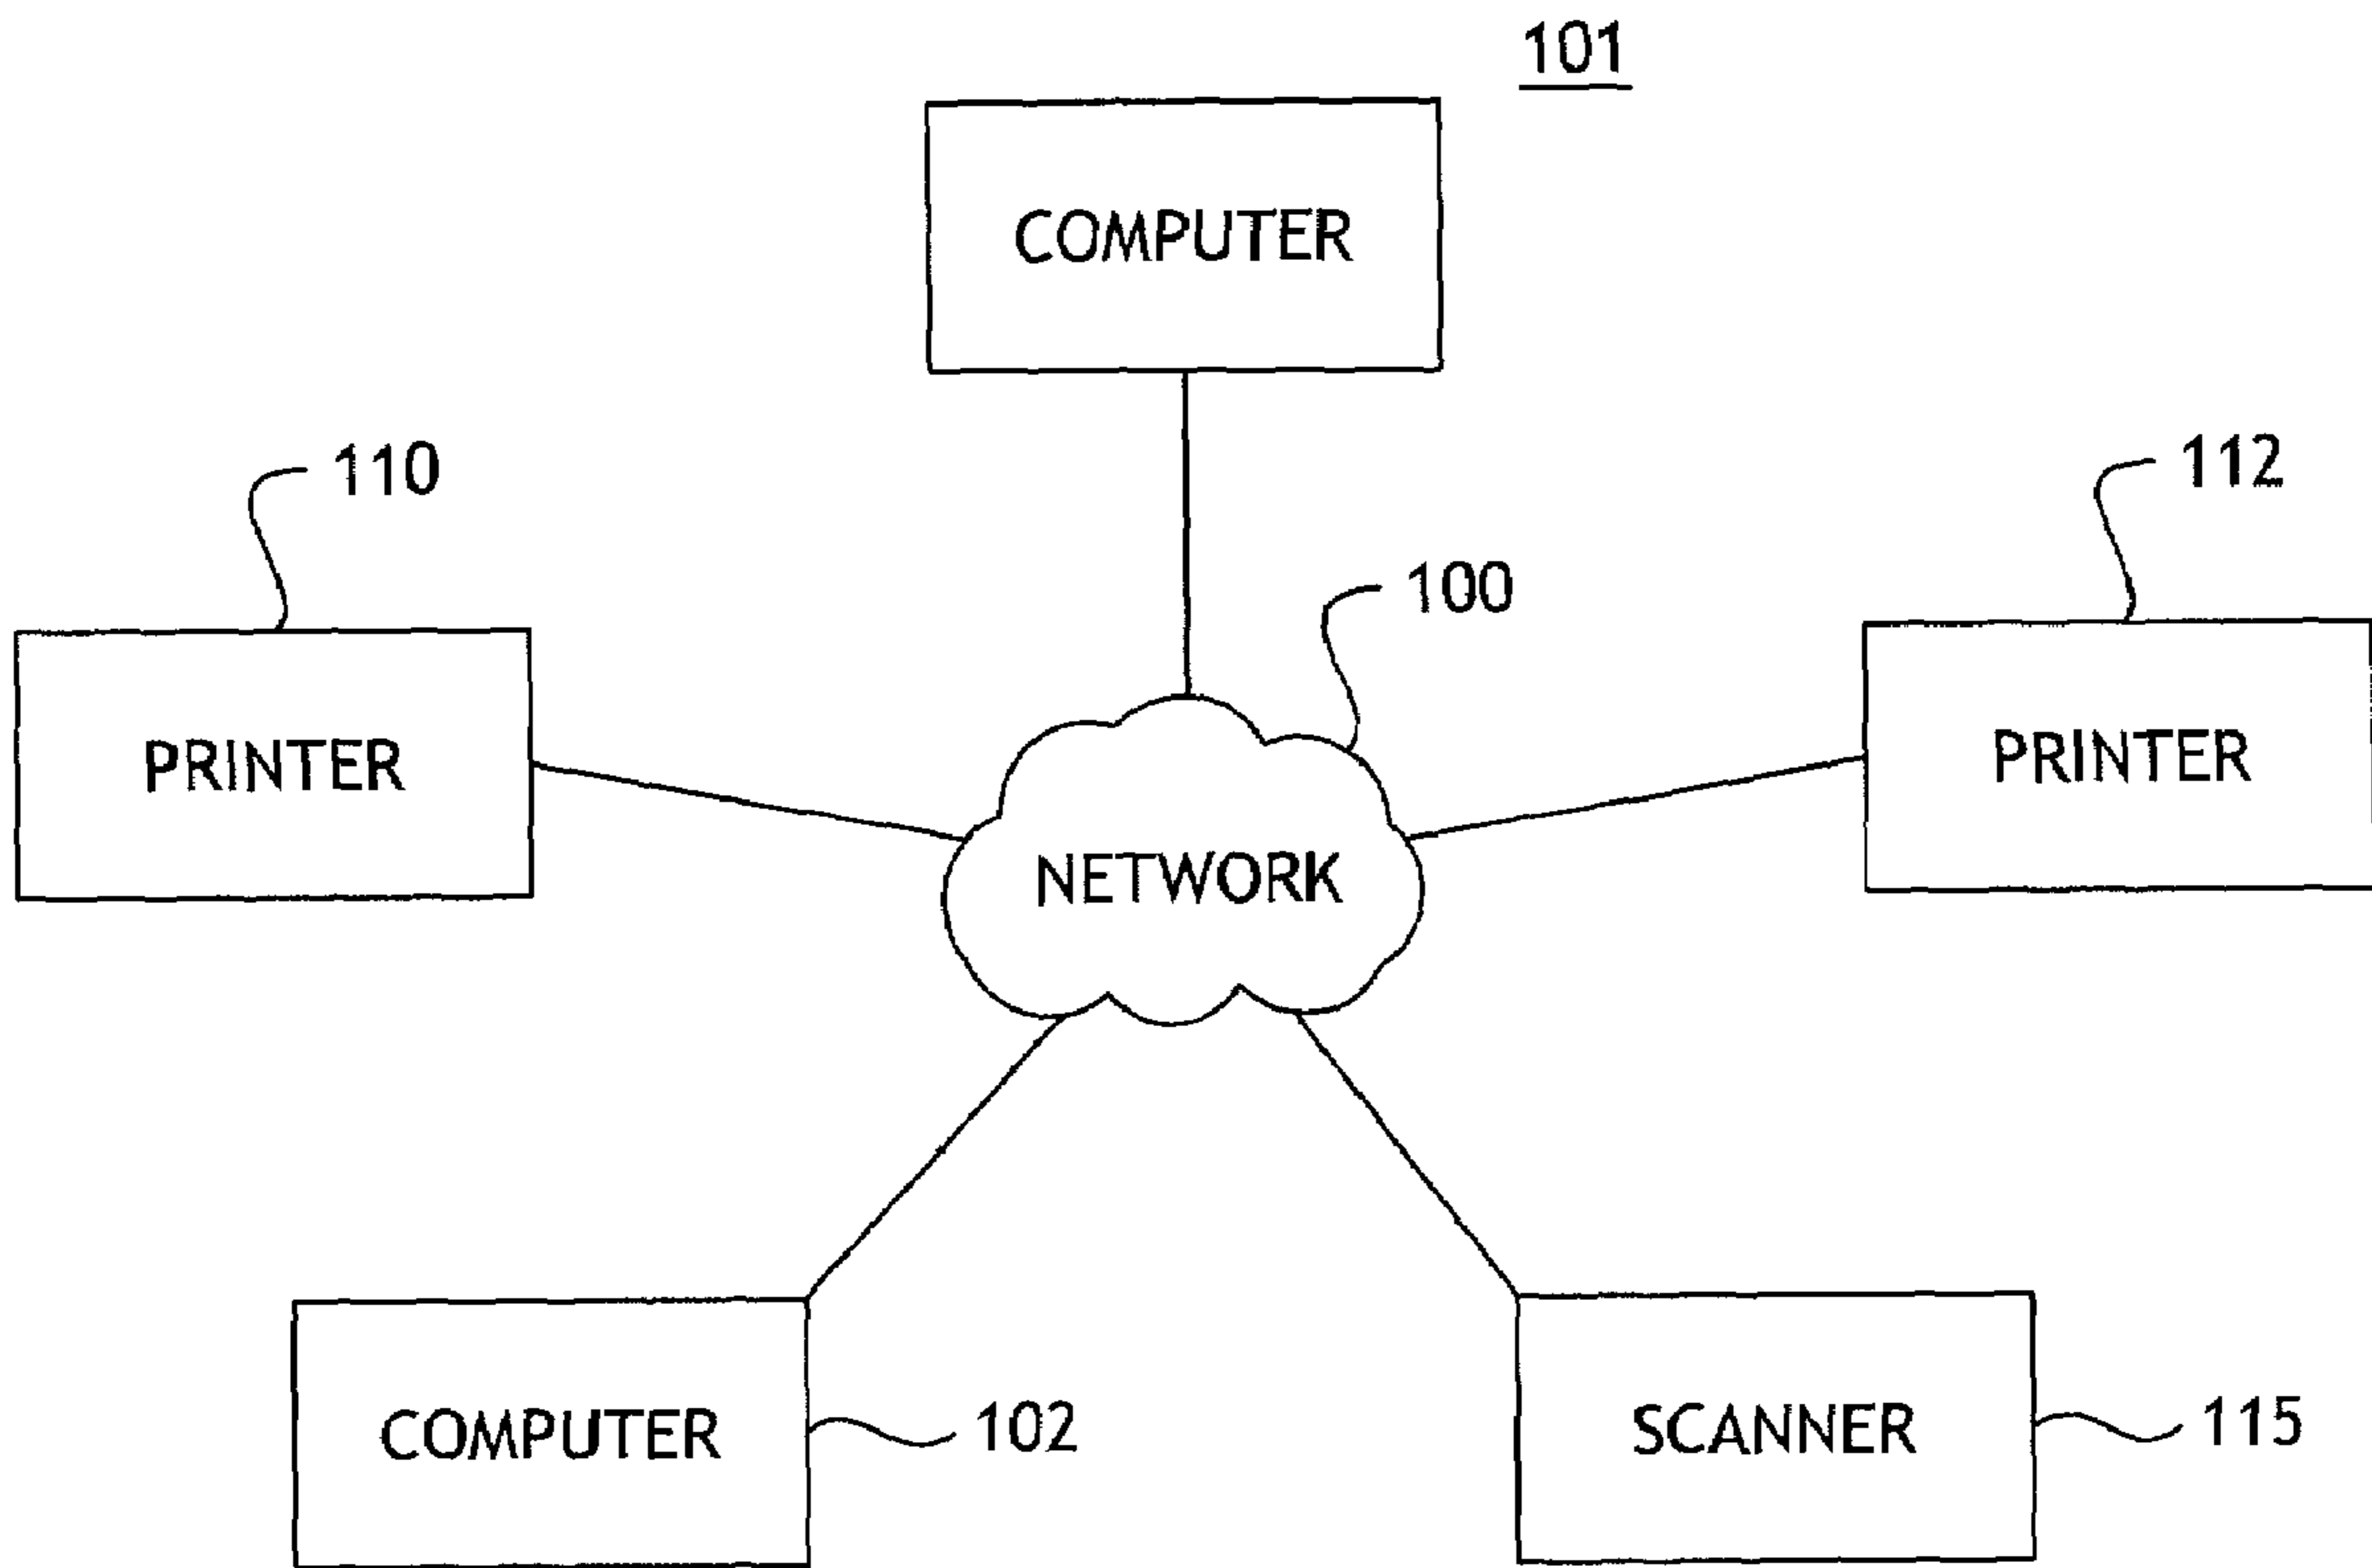 101
COMPUTER
110
112
100
PRINTER
PRINTER
NETWORK
COMPUTER
102
SCANNER
115